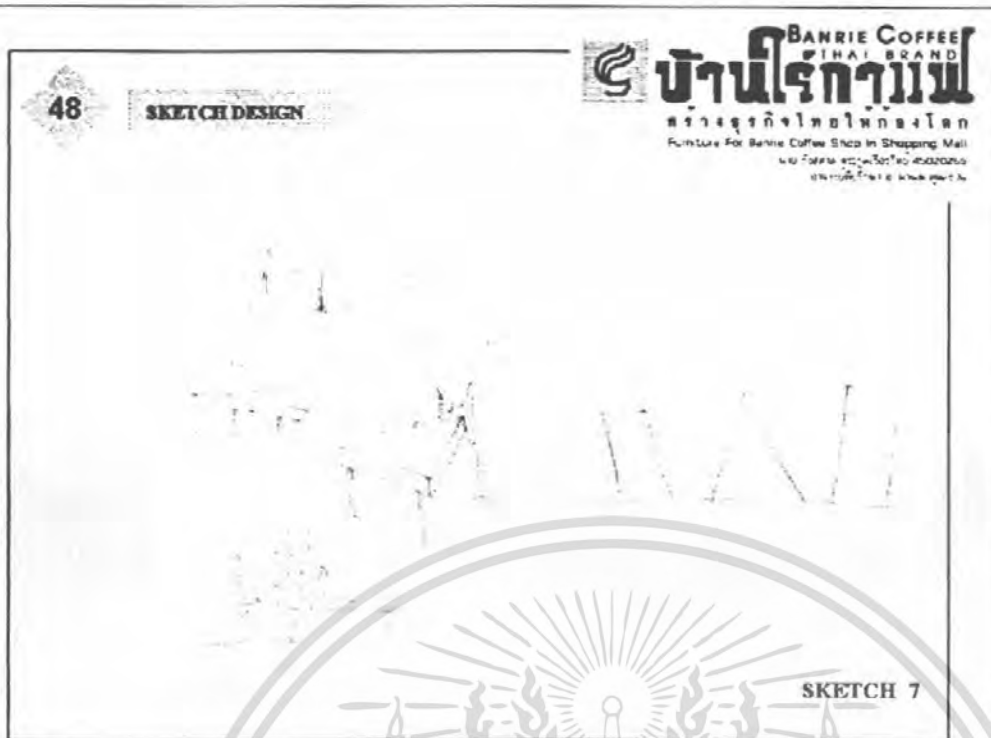 48
SKETCH DESIGN
BANRIE COFFEE
THAI BRAND
บ้านใร่กาแฟ
สร้างธุรกิจไทยให้ก้องโลก
Furniture For Banrie Coffee Shop In Shopping Mall
SKETCH 7